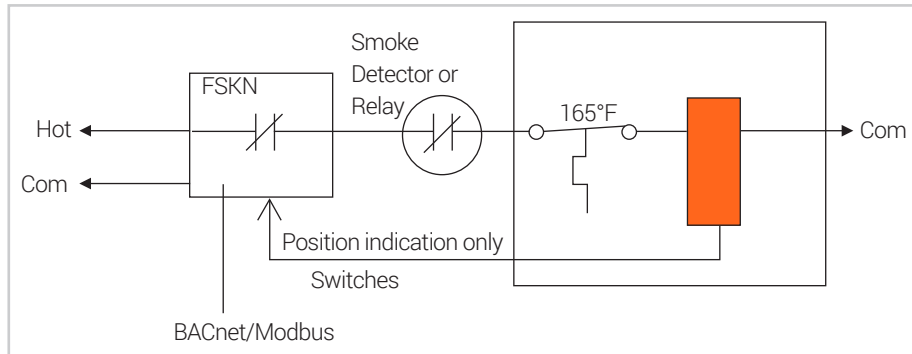 Smoke
Detector or
Relay
FSKN
165°F
Hot
Com
Com
Position indication only
Switches
BACnet/Modbus